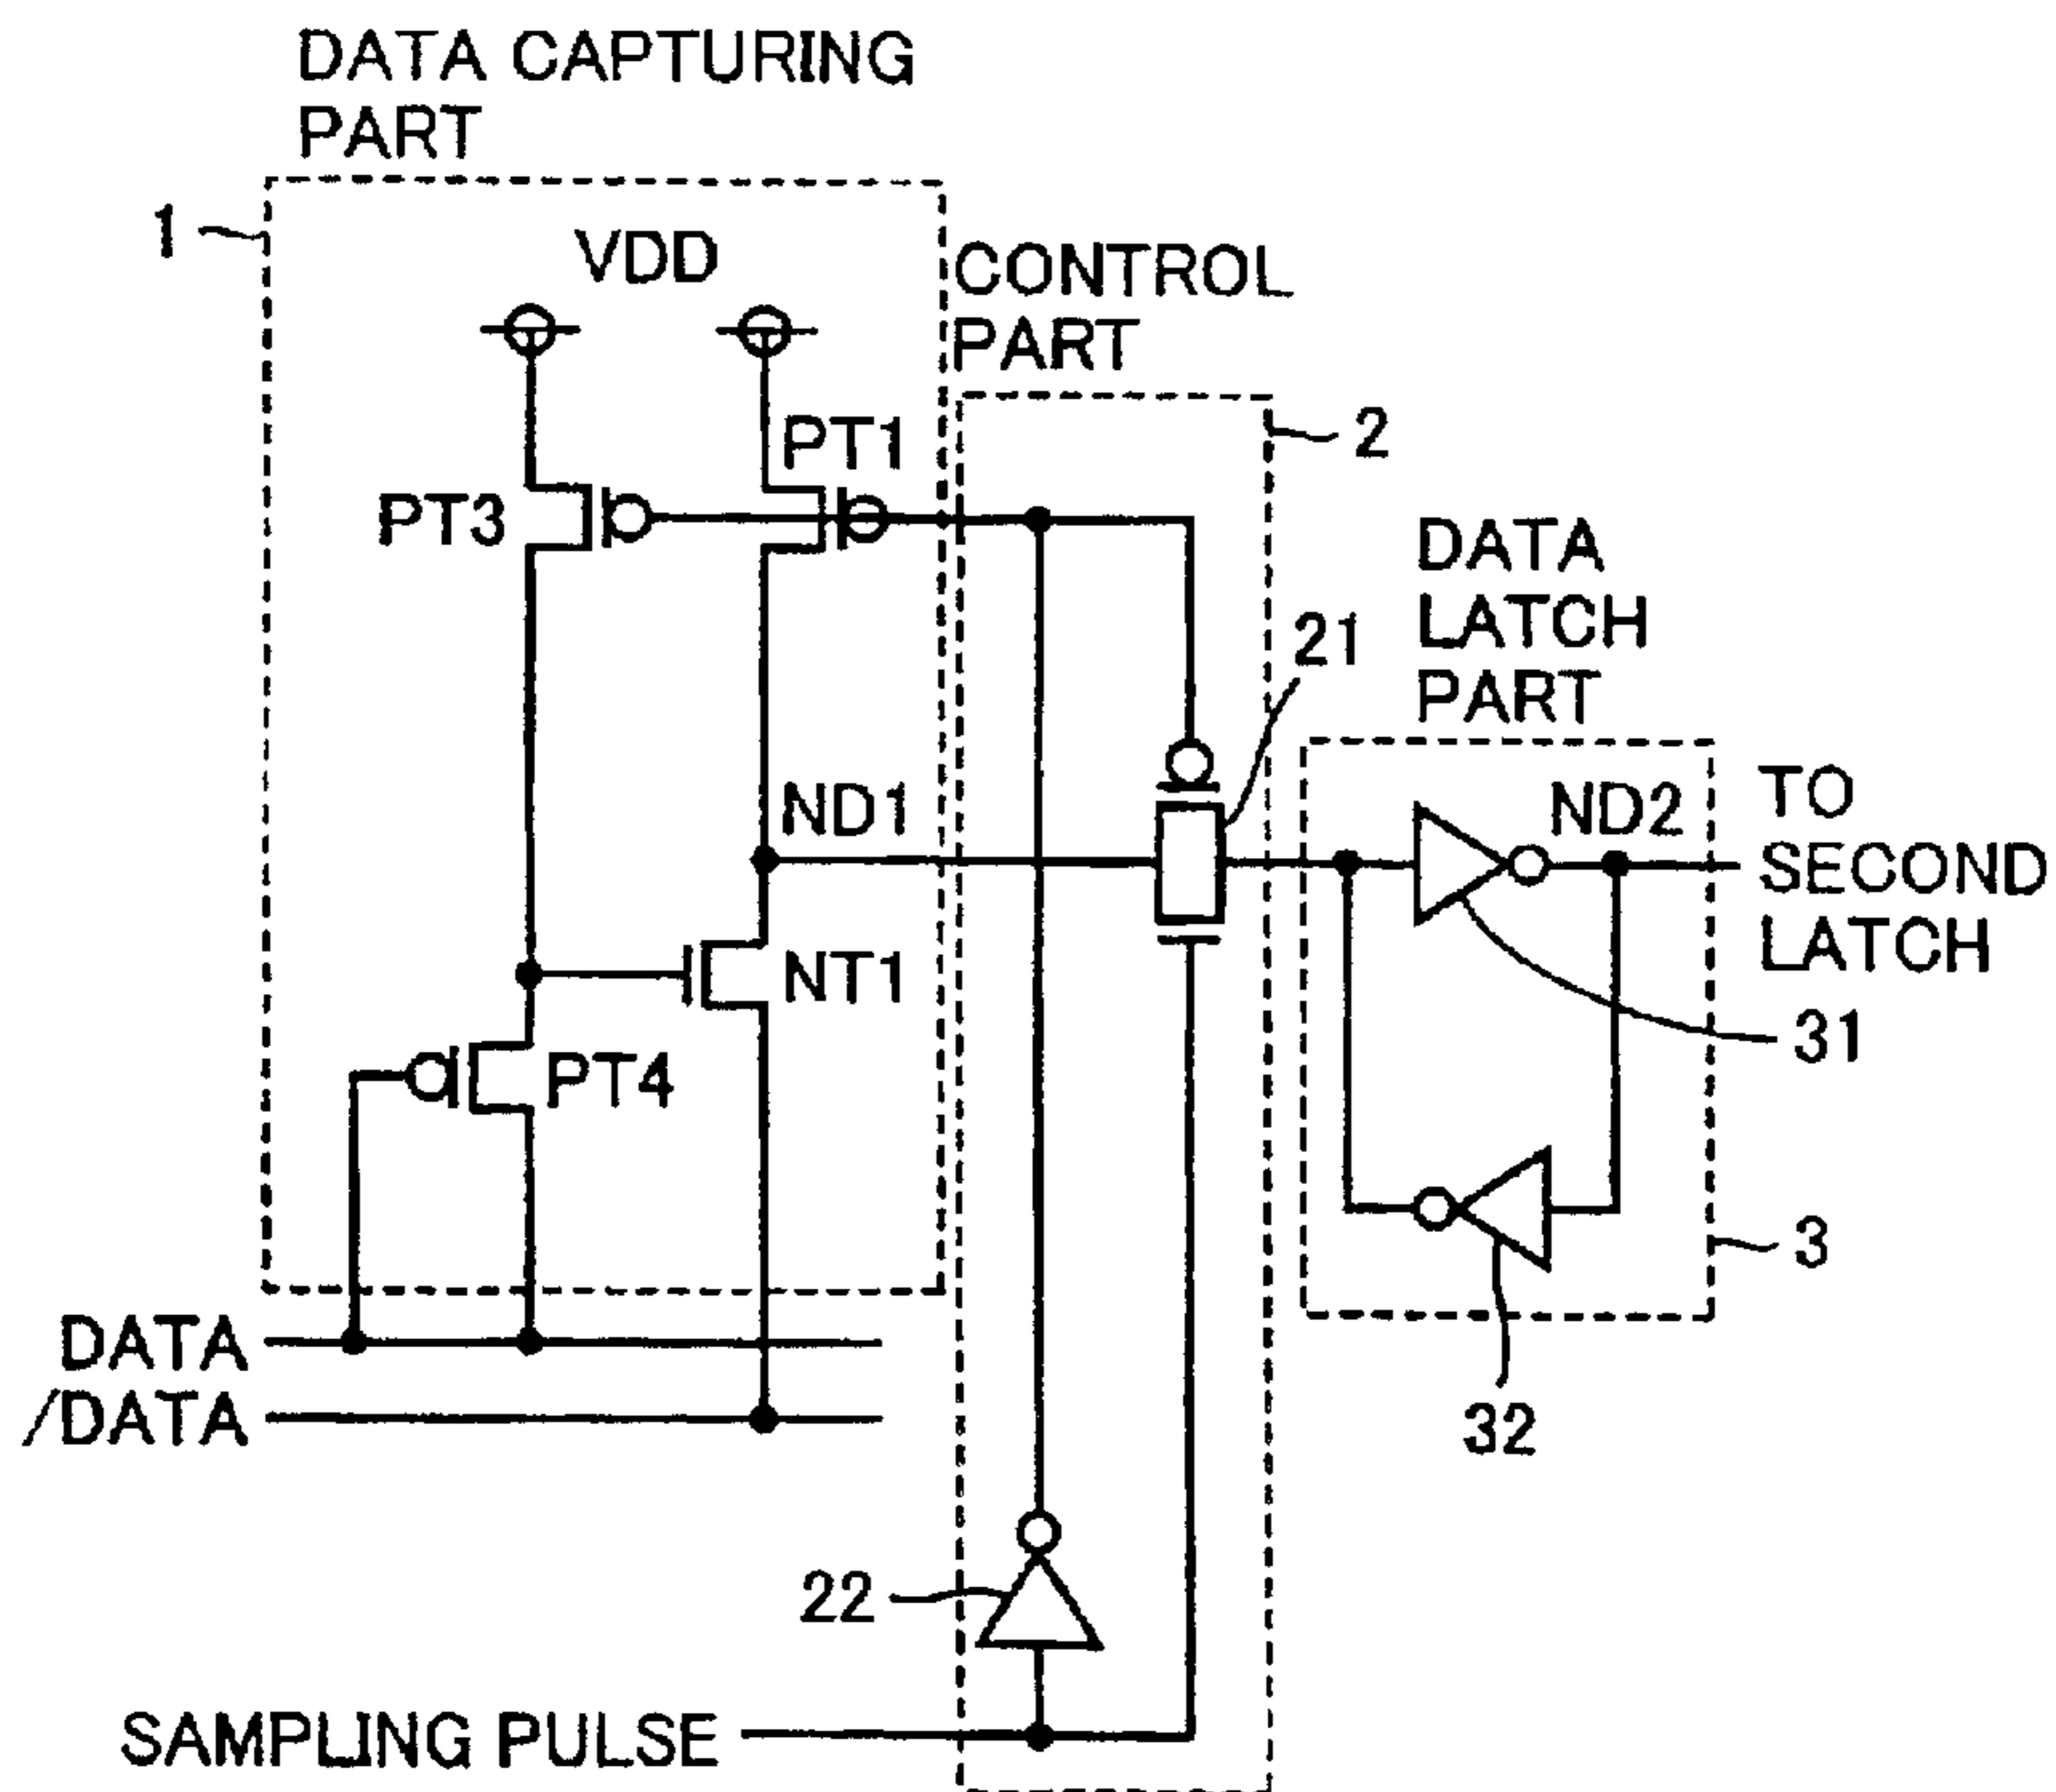 DATA CAPTURING
PART
1
VDD
CONTROL
PART
PT1
2
PT3
DATA
LATCH
PART
21
ND1
ND2
TO
SECOND
LATCH
NT1
31
PT4
3
DATA
/DATA
32
22
SAMPLING PULSE